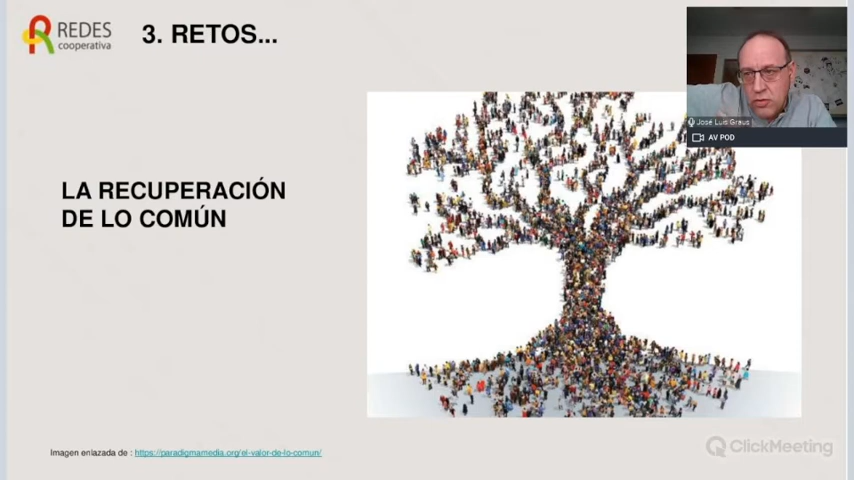 REDES
cooperativa
3. RETOS...
José Luis Graus
AV POD
LA RECUPERACIÓN
DE LO COMÚN
Imagen enlazada de : https://paradigmamedia.org/el-valor-de-lo-comun/
ClickMeeting